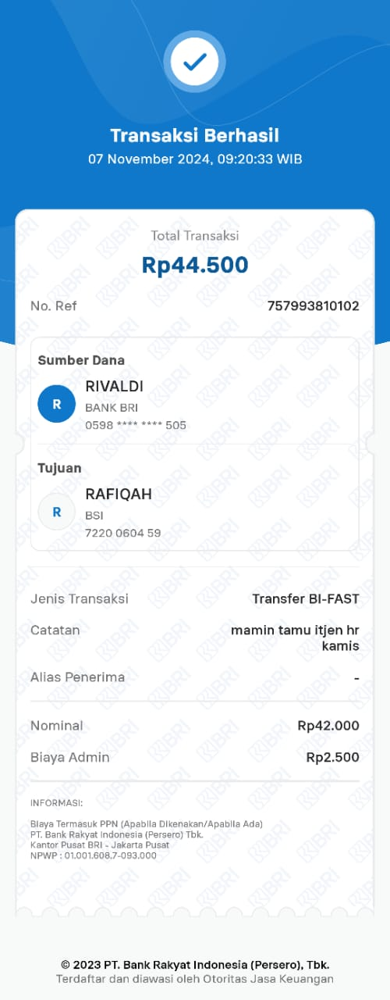 Transaksi Berhasil
07 November 2024, 09:20:33 WIB
Total Transaksi
Rp44.500
No. Ref 757993810102
Sumber Dana
R
RIVALDI
BANK BRI
0598 **** **** 505
Tujuan
R
RAFIQAH
BSI
7220 0604 59
Jenis Transaksi Transfer BI-FAST
Catatan mamin tamu itjen hr
kamis
Alias Penerima -
Nominal Rp42.000
Biaya Admin Rp2.500
INFORMASI:
Biaya Termasuk PPN (Apabila Dikenakan/Apabila Ada)
PT. Bank Rakyat Indonesia (Persero) Tbk.
Kantor Pusat BRI - Jakarta Pusat
NPWP : 01.001.608.7-093.000
© 2023 PT. Bank Rakyat Indonesia (Persero), Tbk.
Terdaftar dan diawasi oleh Otoritas Jasa Keuangan